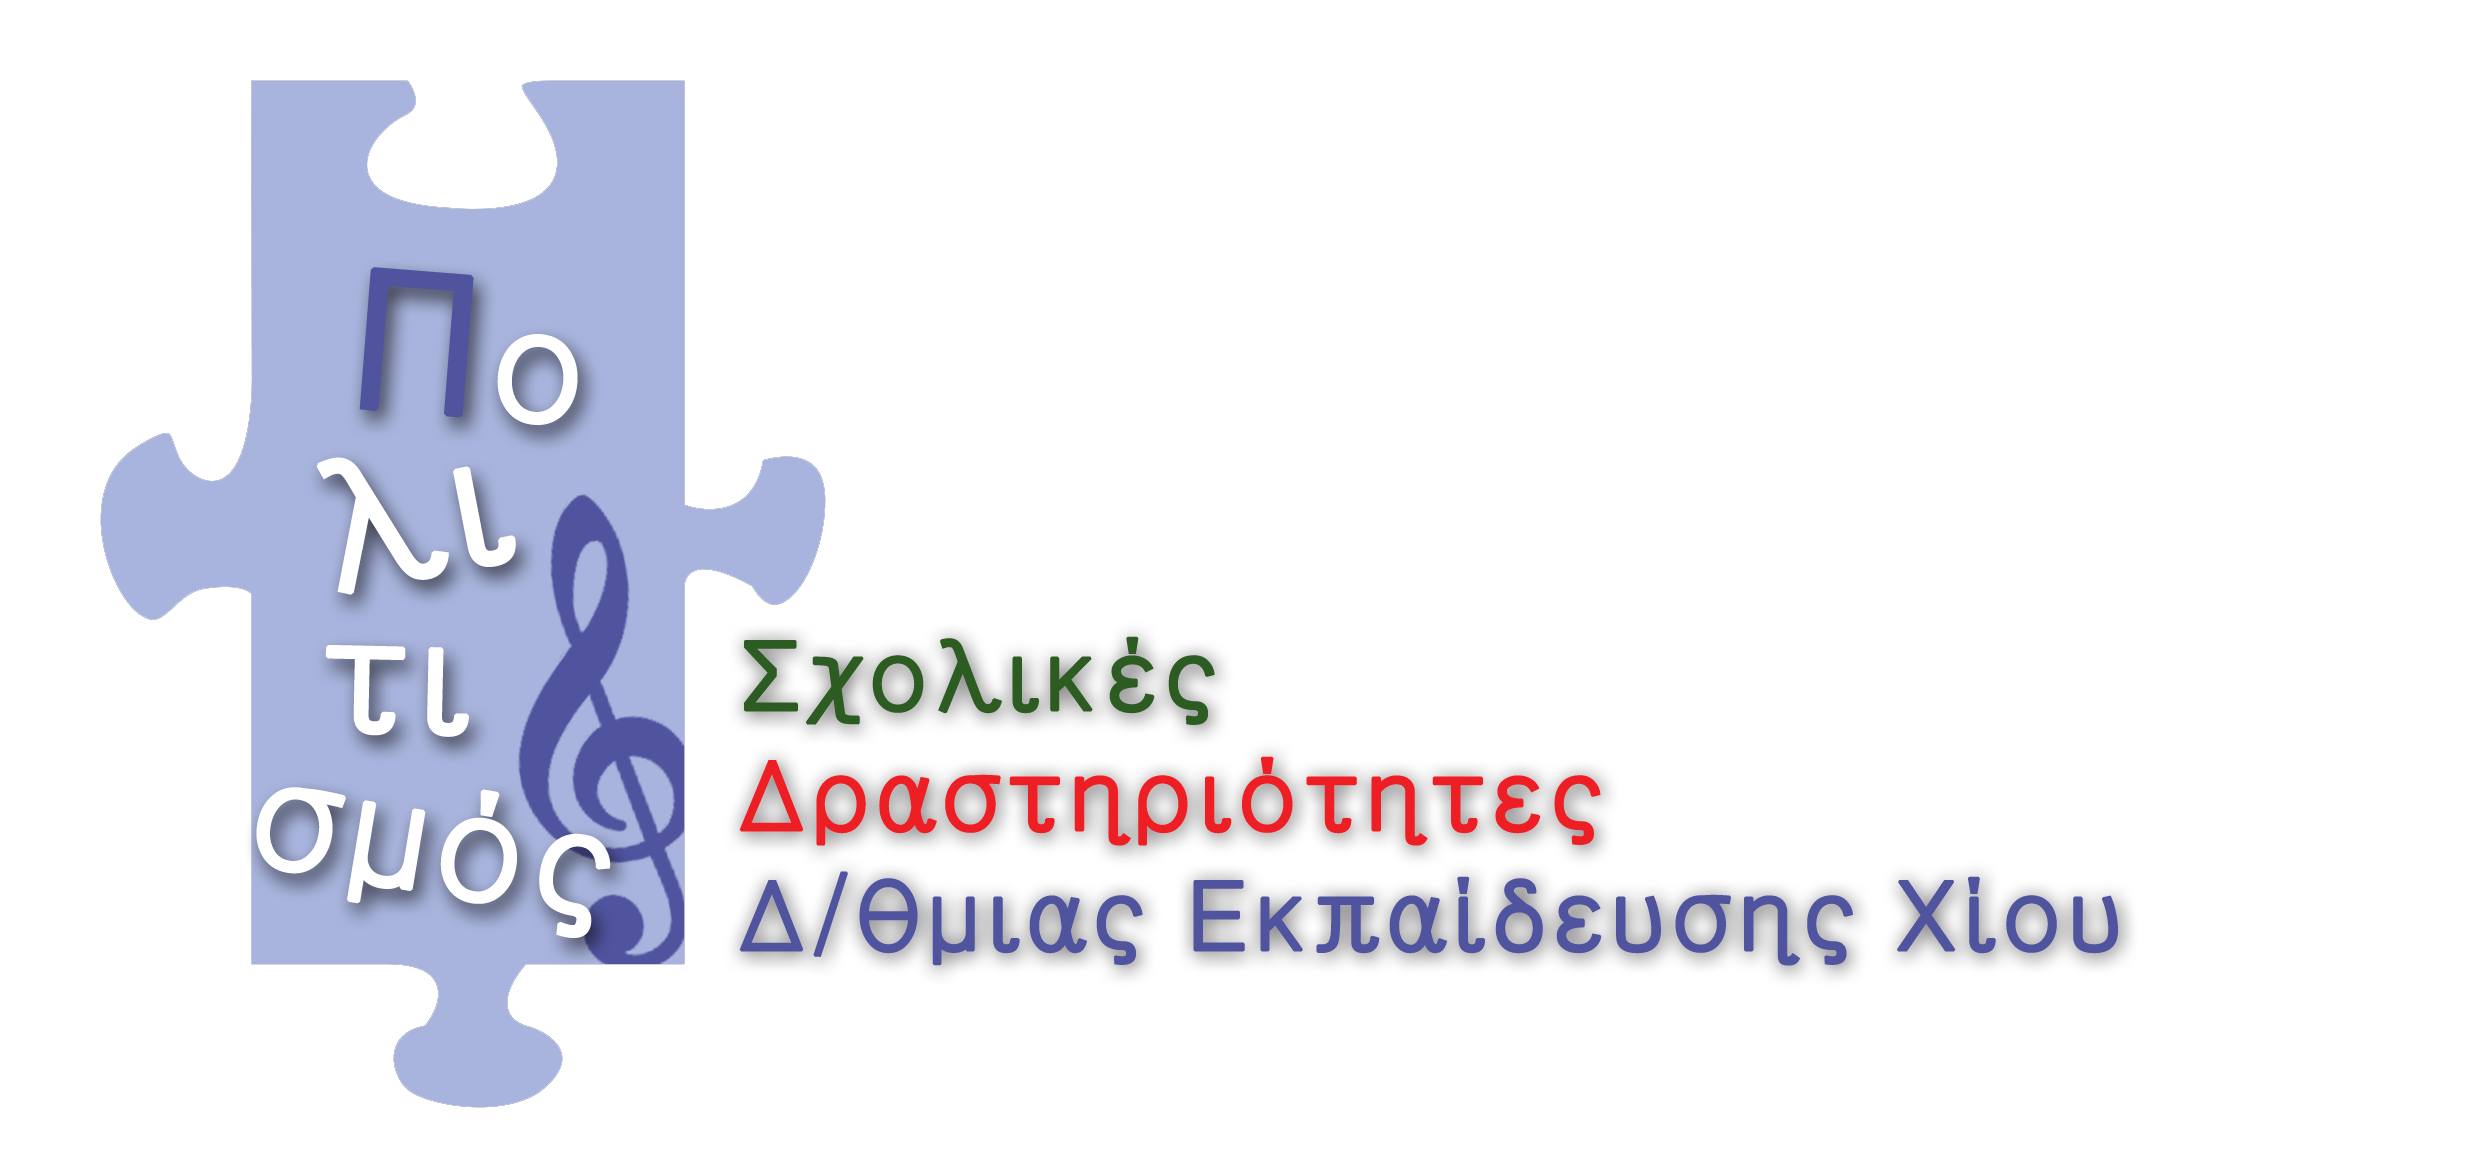 Πο
λι
τι
σμός
Σχολικές
Δραστηριότητες
Δ/θμιας Εκπαίδευσης Χίου